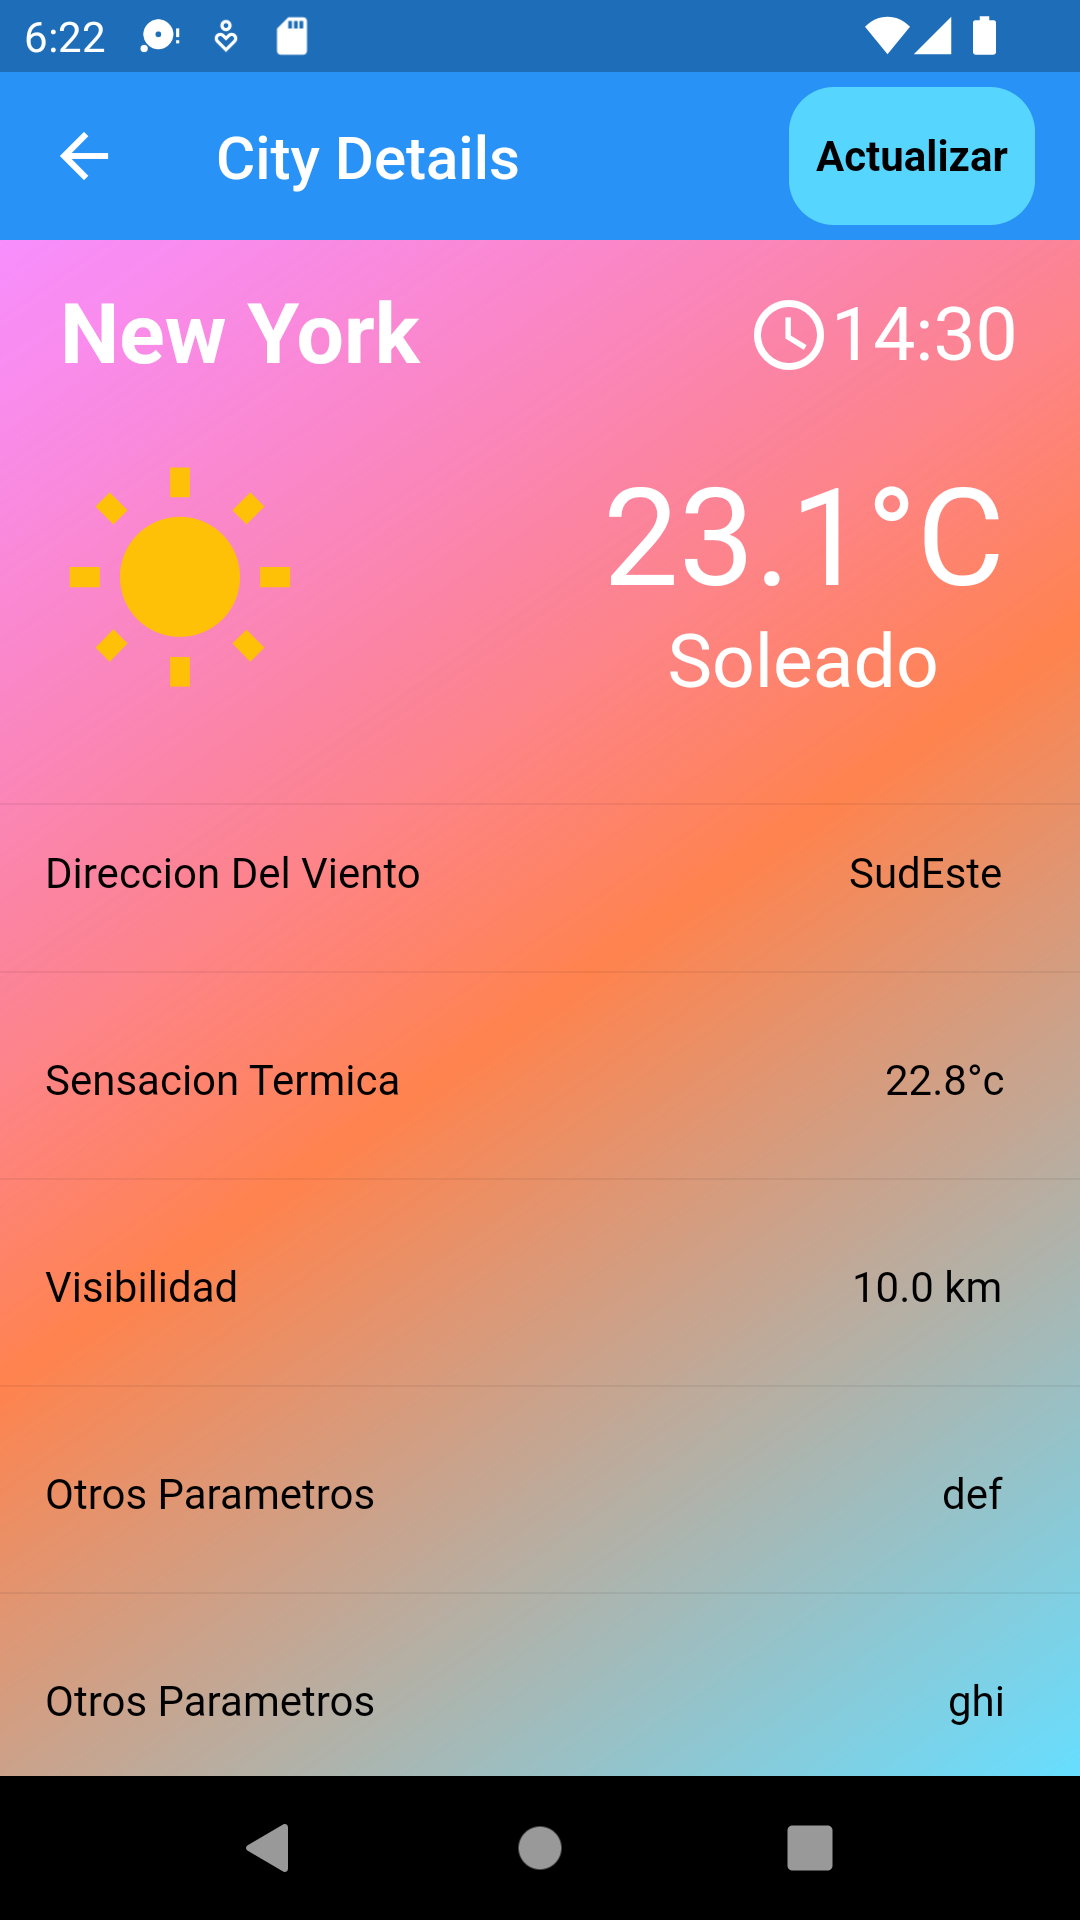 6:22
City Details
Actualizar
New York
14:30
23.1°C
Soleado
Direccion Del Viento
SudEste
Sensacion Termica
22.8°c
Visibilidad
10.0 km
Otros Parametros
def
Otros Parametros
ghi